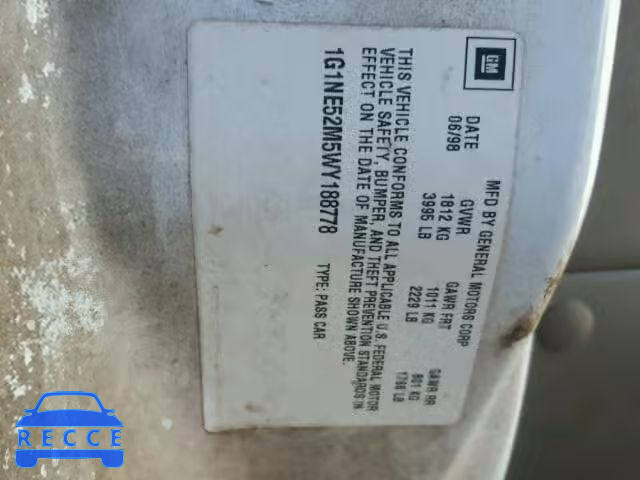 GM
MFD BY GENERAL MOTORS CORP
DATE GVWR GAWR FRT GAWR RR
06/98 1812 KG 1011 KG 801 KG
3995 LB 2229 LB 1766 LB
THIS VEHICLE CONFORMS TO ALL APPLICABLE U.S. FEDERAL MOTOR
VEHICLE SAFETY, BUMPER, AND THEFT PREVENTION STANDARDS IN
EFFECT ON THE DATE OF MANUFACTURE SHOWN ABOVE.
1G1NE52M5WY188778 TYPE: PASS CAR
BIDCEE